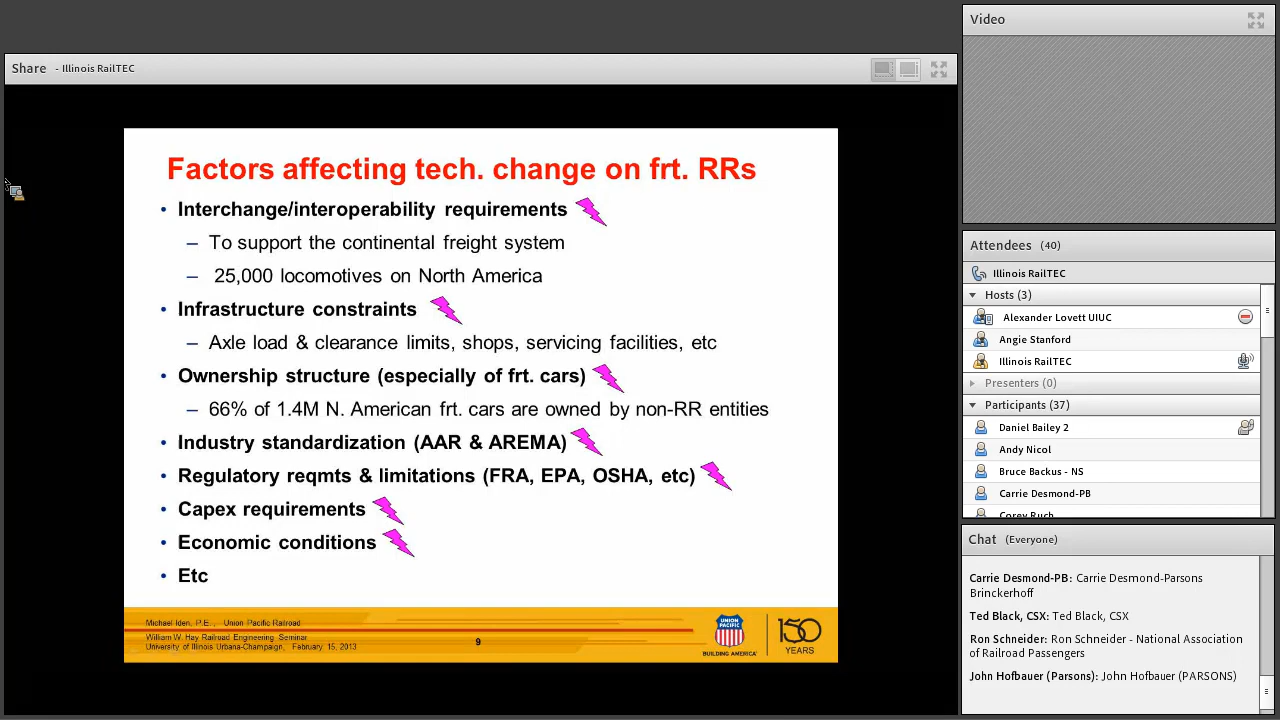 Share - Illinois RailTEC
Factors affecting tech. change on frt. RRs
• Interchange/interoperability requirements
– To support the continental freight system
– 25,000 locomotives on North America
• Infrastructure constraints
– Axle load & clearance limits, shops, servicing facilities, etc
• Ownership structure (especially of frt. cars)
– 66% of 1.4M N. American frt. cars are owned by non-RR entities
• Industry standardization (AAR & AREMA)
• Regulatory reqmts & limitations (FRA, EPA, OSHA, etc)
• Capex requirements
• Economic conditions
• Etc
Michael Iden, P.E., Union Pacific Railroad
William W. Hay Railroad Engineering Seminar
University of Illinois Urbana-Champaign, February, 15, 2013
9
UNION
PACIFIC
BUILDING AMERICA
150
YEARS
Video
Attendees (40)
Illinois RailTEC
Hosts (3)
Alexander Lovett UIUC
Angie Stanford
Illinois RailTEC
Presenters (0)
Participants (37)
Daniel Bailey 2
Andy Nicol
Bruce Backus - NS
Carrie Desmond-PB
Corey Ruch
Chat (Everyone)
Carrie Desmond-PB: Carrie Desmond-Parsons
Brinckerhoff
Ted Black, CSX: Ted Black, CSX
Ron Schneider: Ron Schneider - National Association
of Railroad Passengers
John Hofbauer (Parsons): John Hofbauer (PARSONS)